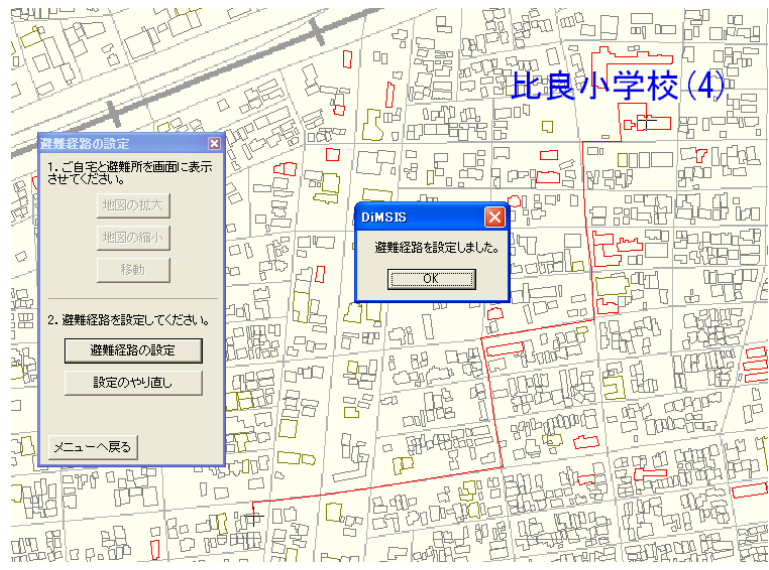 比良小学校(4)
避難経路の設定
1. ご自宅と避難所を画面に表示
させてください。
地図の拡大
地図の縮小
移動
2. 避難経路を設定してください。
避難経路の設定
設定のやり直し
メニューへ戻る
DiMSIS
避難経路を設定しました。
OK